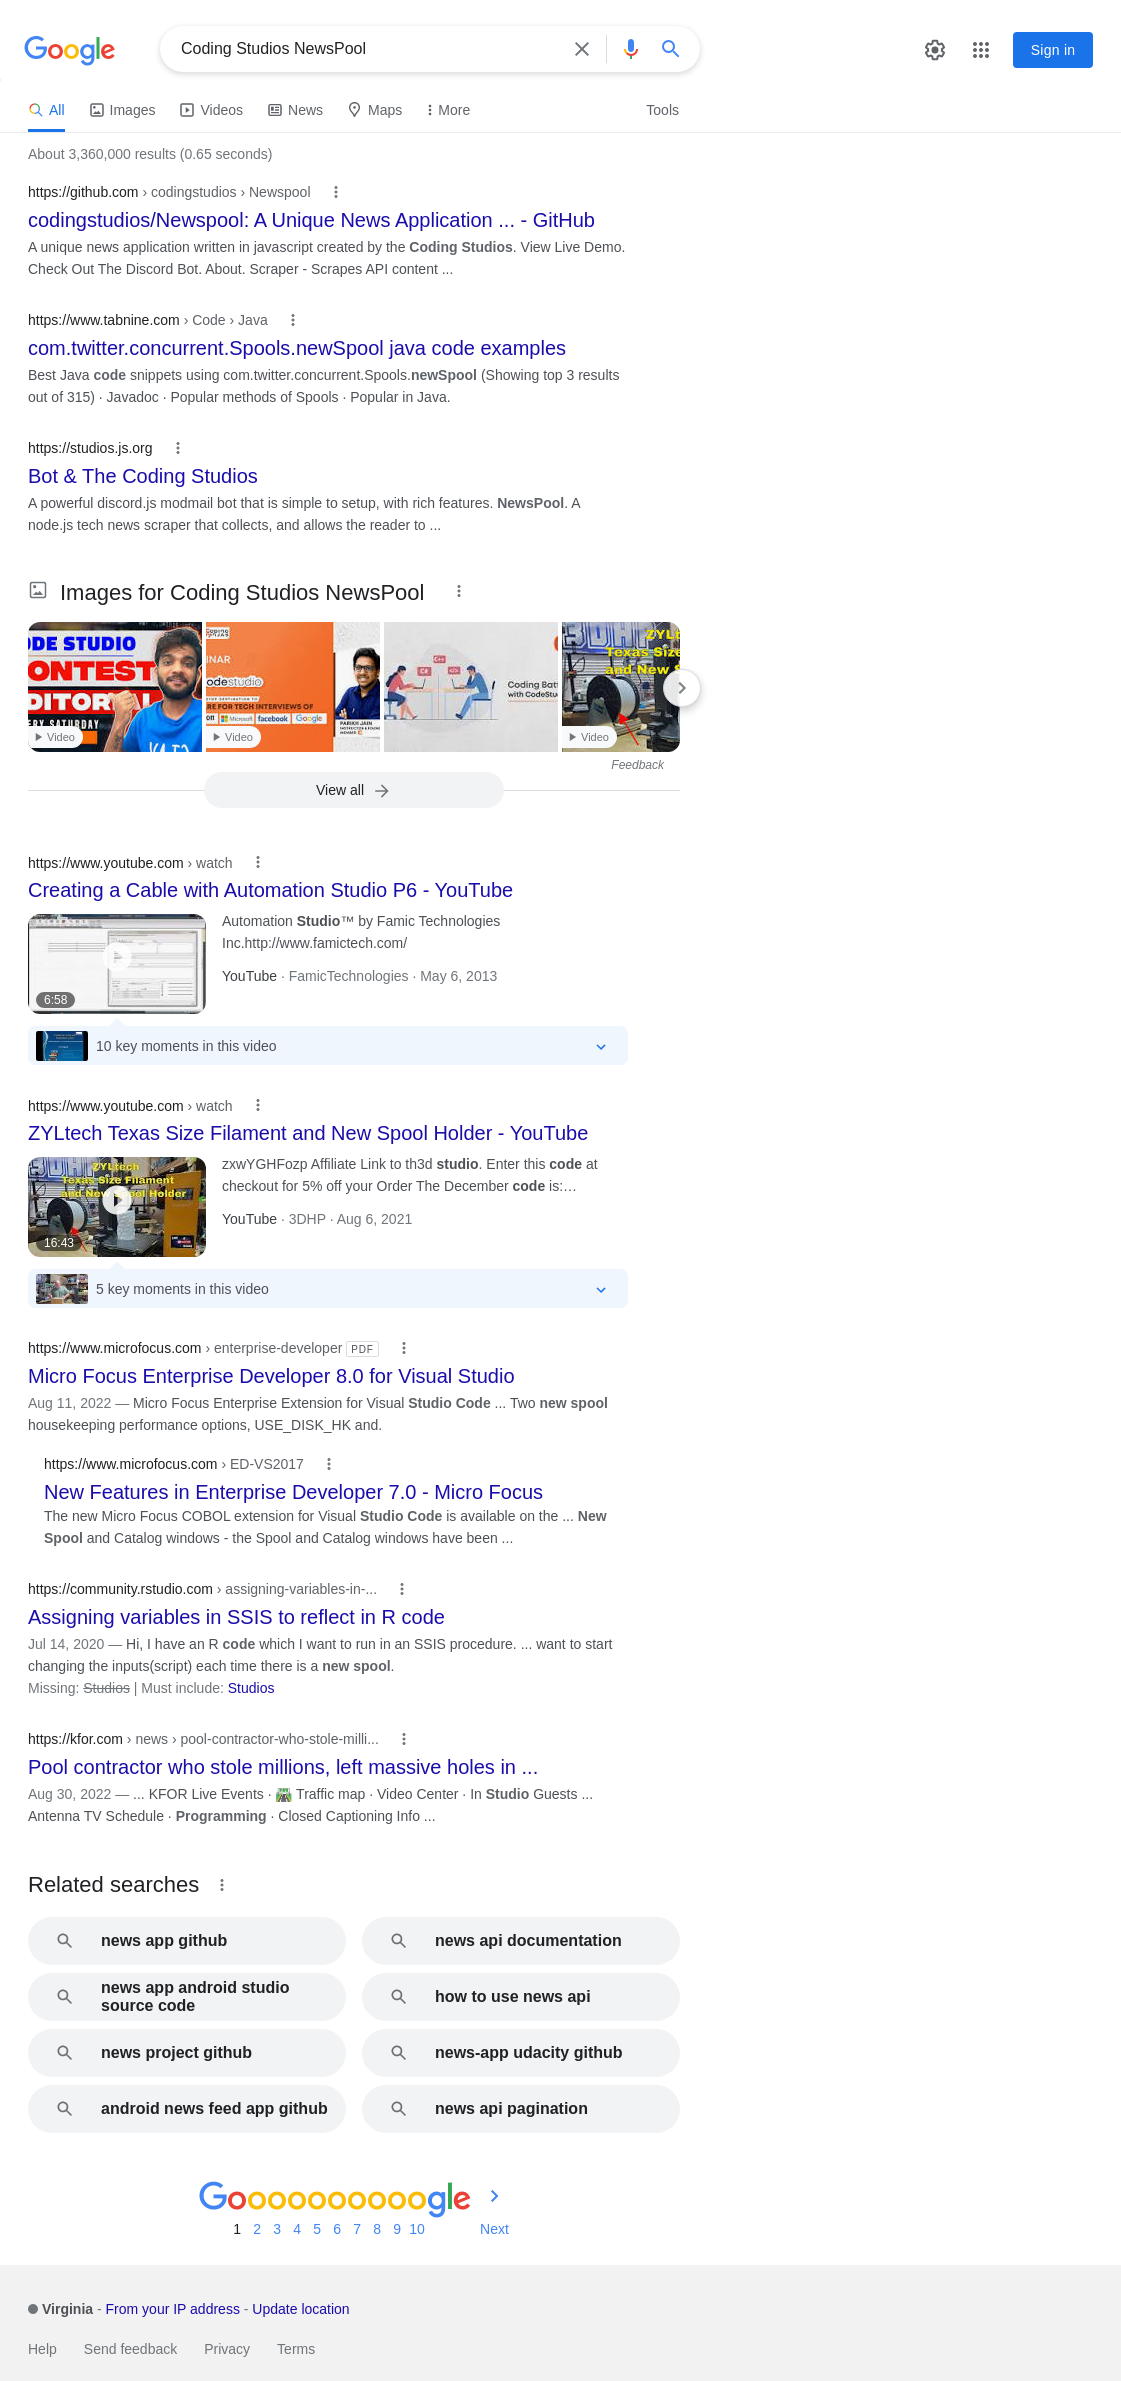 Google
Coding Studios NewsPool
Sign in
All
Images
Videos
News
Maps
More
Tools
About 3,360,000 results (0.65 seconds)
https://github.com › codingstudios › Newspool
codingstudios/Newspool: A Unique News Application ... - GitHub
A unique news application written in javascript created by the Coding Studios. View Live Demo.
Check Out The Discord Bot. About. Scraper - Scrapes API content ...
https://www.tabnine.com › Code › Java
com.twitter.concurrent.Spools.newSpool java code examples
Best Java code snippets using com.twitter.concurrent.Spools.newSpool (Showing top 3 results
out of 315) · Javadoc · Popular methods of Spools · Popular in Java.
https://studios.js.org
Bot & The Coding Studios
A powerful discord.js modmail bot that is simple to setup, with rich features. NewsPool. A
node.js tech news scraper that collects, and allows the reader to ...
Images for Coding Studios NewsPool
ODE STUDIO
ONTEST
DITORIAL
RY SATURDAY
Video
Coding
NINJAS
INAR
odestudio
RE FOR TECH INTERVIEWS OF
Microsoft
facebook
Google
PARIKH JAIN
Video
C++
C#
</>
Coding Batt
with CodeStud
3DHP
ZYLt
Texas Size
and New S
Video
Feedback
View all
https://www.youtube.com › watch
Creating a Cable with Automation Studio P6 - YouTube
Automation Studio™ by Famic Technologies
Inc.http://www.famictech.com/
YouTube · FamicTechnologies · May 6, 2013
6:58
10 key moments in this video
https://www.youtube.com › watch
ZYLtech Texas Size Filament and New Spool Holder - YouTube
3DHP
ZYLtech
Texas Size Filament
and New Spool Holder
16:43
zxwYGHFozp Affiliate Link to th3d studio. Enter this code at
checkout for 5% off your Order The December code is:…
YouTube · 3DHP · Aug 6, 2021
5 key moments in this video
https://www.microfocus.com › enterprise-developer PDF
Micro Focus Enterprise Developer 8.0 for Visual Studio
Aug 11, 2022 — Micro Focus Enterprise Extension for Visual Studio Code ... Two new spool
housekeeping performance options, USE_DISK_HK and.
https://www.microfocus.com › ED-VS2017
New Features in Enterprise Developer 7.0 - Micro Focus
The new Micro Focus COBOL extension for Visual Studio Code is available on the ... New
Spool and Catalog windows - the Spool and Catalog windows have been ...
https://community.rstudio.com › assigning-variables-in-...
Assigning variables in SSIS to reflect in R code
Jul 14, 2020 — Hi, I have an R code which I want to run in an SSIS procedure. ... want to start
changing the inputs(script) each time there is a new spool.
Missing: Studios | Must include: Studios
https://kfor.com › news › pool-contractor-who-stole-milli...
Pool contractor who stole millions, left massive holes in ...
Aug 30, 2022 — ... KFOR Live Events · 🛣️ Traffic map · Video Center · In Studio Guests ...
Antenna TV Schedule · Programming · Closed Captioning Info ...
Related searches
news app github
news api documentation
news app android studio
source code
how to use news api
news project github
news-app udacity github
android news feed app github
news api pagination
Goooooooooogle
1 2 3 4 5 6 7 8 9 10 Next
Virginia - From your IP address - Update location
Help
Send feedback
Privacy
Terms